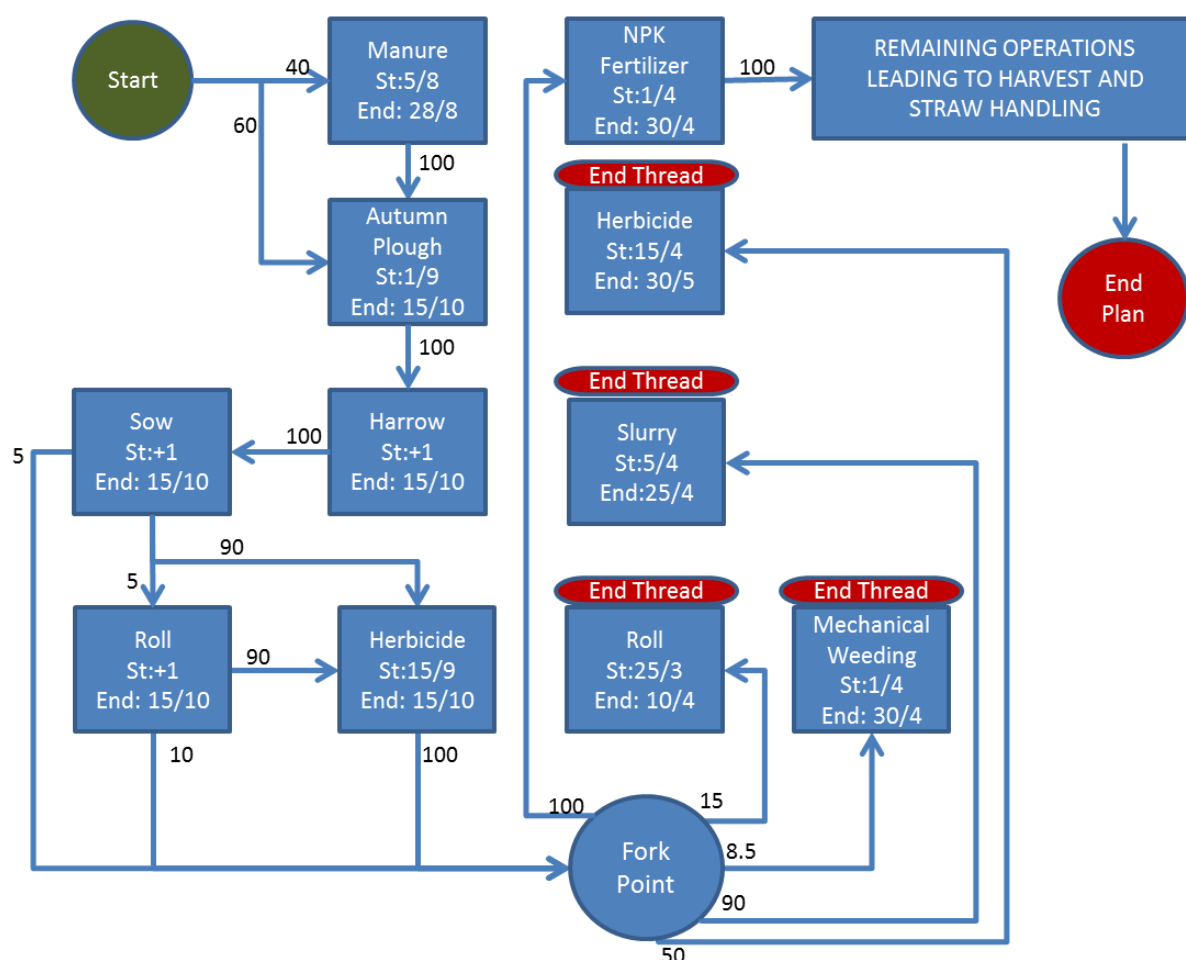 Start
40
60
Manure
St:5/8
End: 28/8
100
Autumn
Plough
St:1/9
End: 15/10
100
Harrow
St:+1
End: 15/10
100
Sow
St:+1
End: 15/10
5
90
5
Roll
St:+1
End: 15/10
90
Herbicide
St:15/9
End: 15/10
10
100
Fork
Point
100
15
8.5
90
50
NPK
Fertilizer
St:1/4
End: 30/4
100
REMAINING OPERATIONS
LEADING TO HARVEST AND
STRAW HANDLING
End
Plan
End Thread
Herbicide
St:15/4
End: 30/5
End Thread
Slurry
St:5/4
End:25/4
End Thread
Roll
St:25/3
End: 10/4
End Thread
Mechanical
Weeding
St:1/4
End: 30/4